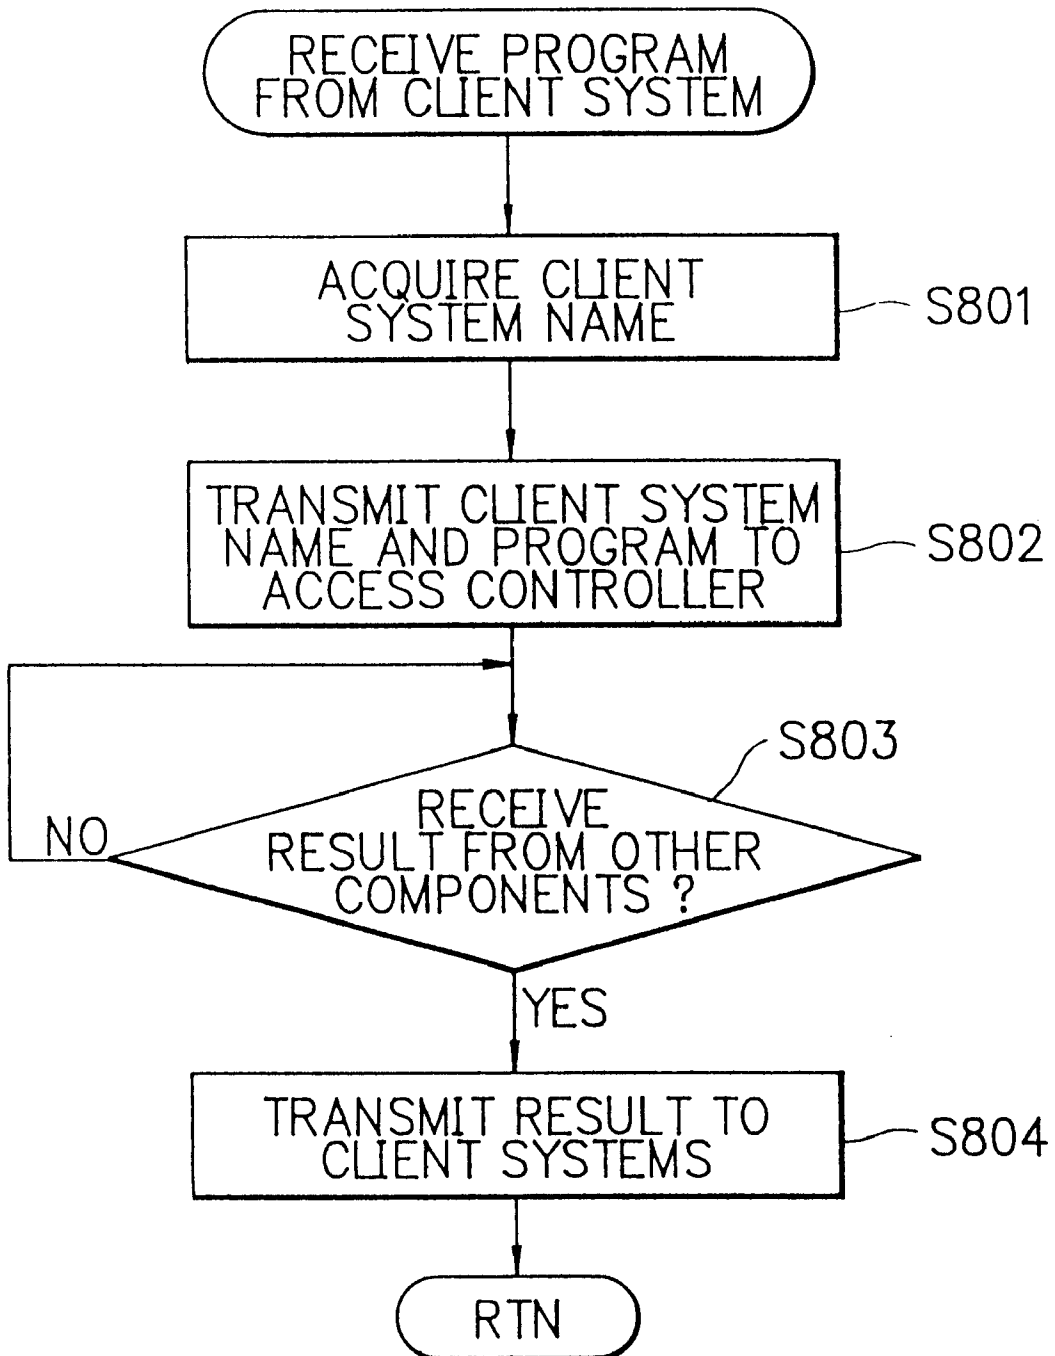 RECEIVE PROGRAM
FROM CLIENT SYSTEM
ACQUIRE CLIENT
SYSTEM NAME
S801
TRANSMIT CLIENT SYSTEM
NAME AND PROGRAM TO
ACCESS CONTROLLER
S802
S803
RECEIVE
RESULT FROM OTHER
COMPONENTS ?
NO
YES
TRANSMIT RESULT TO
CLIENT SYSTEMS
S804
RTN